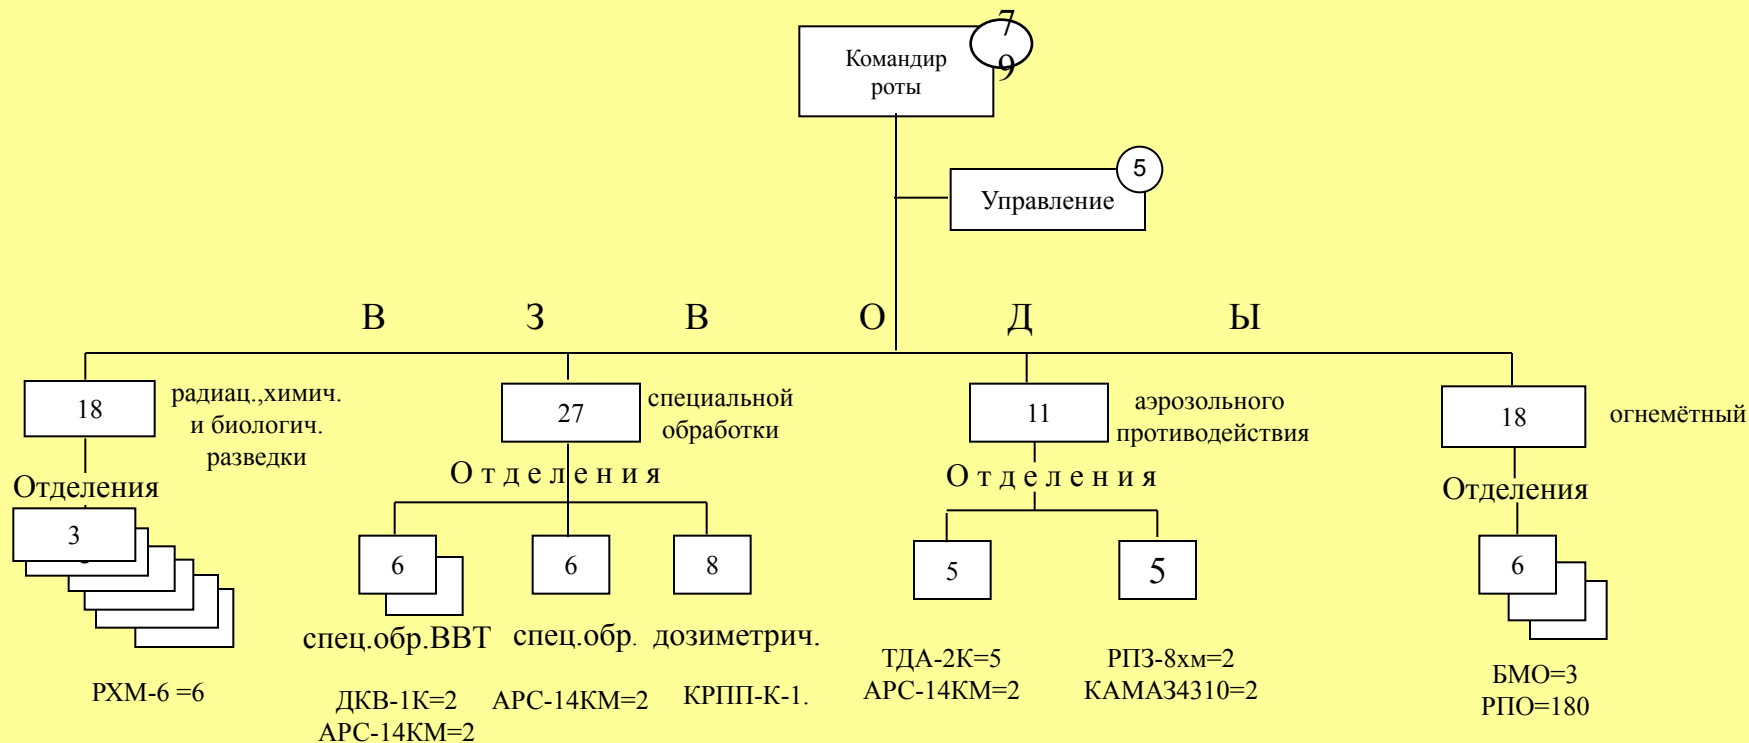 7
9
Командир
роты
5
Управление
В З В О Д Ы
18
радиац.,химич.
и биологич.
разведки
27
специальной
обработки
11
аэрозольного
противодействия
18
огнемётный
Отделения
О т д е л е н и я
О т д е л е н и я
Отделения
3
6
6
8
5
5
6
спец.обр.ВВТ
спец.обр.
дозиметрич.
РХМ-6 =6
ДКВ-1К=2
АРС-14КМ=2
АРС-14КМ=2
КРПП-К-1.
ТДА-2К=5
АРС-14КМ=2
РПЗ-8хм=2
КАМАЗ4310=2
БМО=3
РПО=180